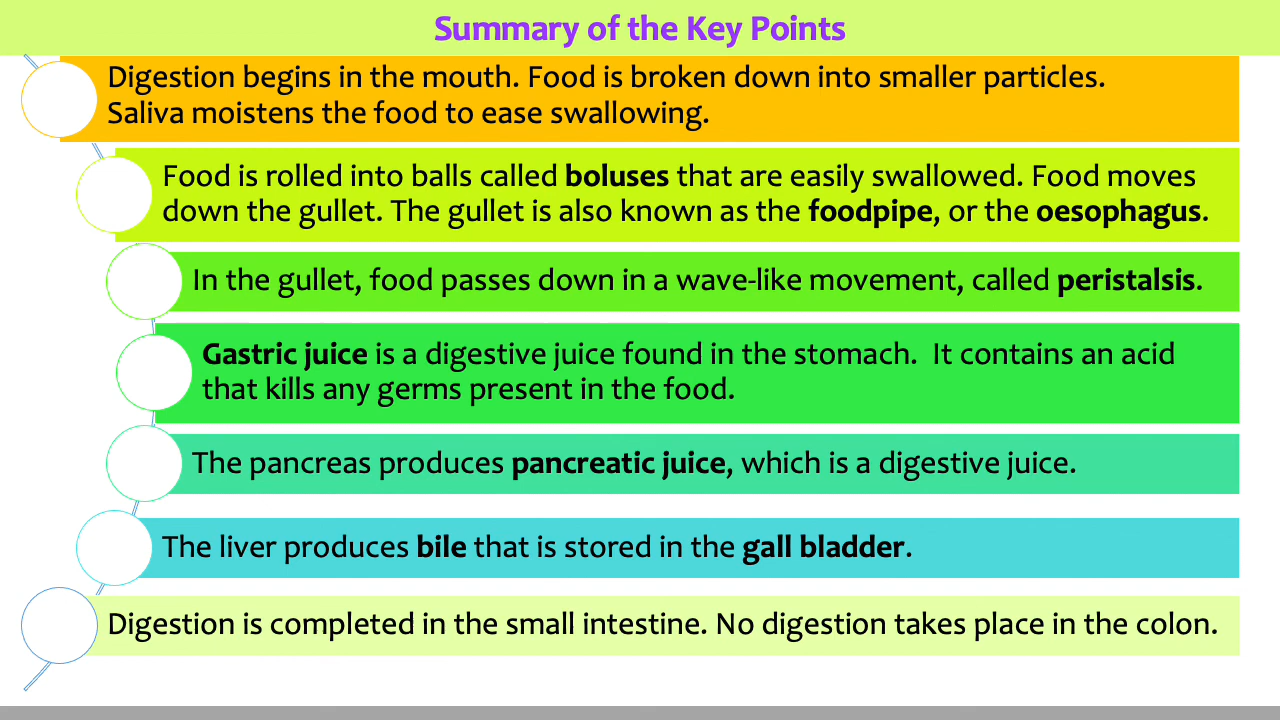 Summary of the Key Points
Digestion begins in the mouth. Food is broken down into smaller particles.
Saliva moistens the food to ease swallowing.
Food is rolled into balls called boluses that are easily swallowed. Food moves
down the gullet. The gullet is also known as the foodpipe, or the oesophagus.
In the gullet, food passes down in a wave-like movement, called peristalsis.
Gastric juice is a digestive juice found in the stomach.  It contains an acid
that kills any germs present in the food.
The pancreas produces pancreatic juice, which is a digestive juice.
The liver produces bile that is stored in the gall bladder.
Digestion is completed in the small intestine. No digestion takes place in the colon.